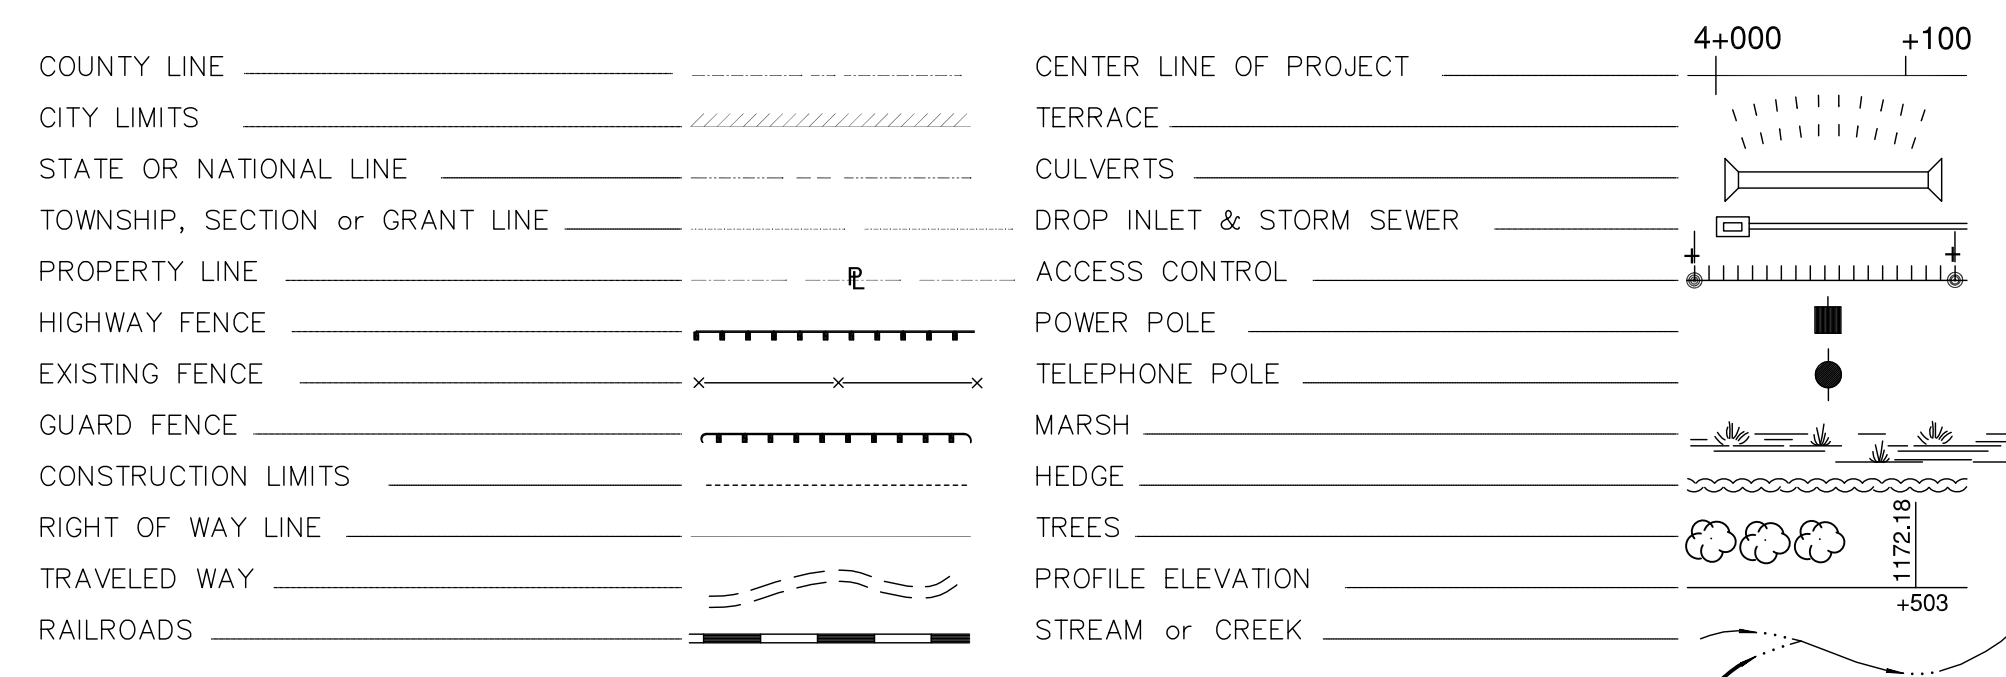 COUNTY LINE
CITY LIMITS
STATE OR NATIONAL LINE
TOWNSHIP, SECTION or GRANT LINE
PROPERTY LINE
PL
HIGHWAY FENCE
EXISTING FENCE
GUARD FENCE
CONSTRUCTION LIMITS
RIGHT OF WAY LINE
TRAVELED WAY
RAILROADS
4+000 +100
CENTER LINE OF PROJECT
TERRACE
CULVERTS
DROP INLET & STORM SEWER
ACCESS CONTROL
POWER POLE
TELEPHONE POLE
MARSH
HEDGE
TREES
1172.18
PROFILE ELEVATION
+503
STREAM or CREEK